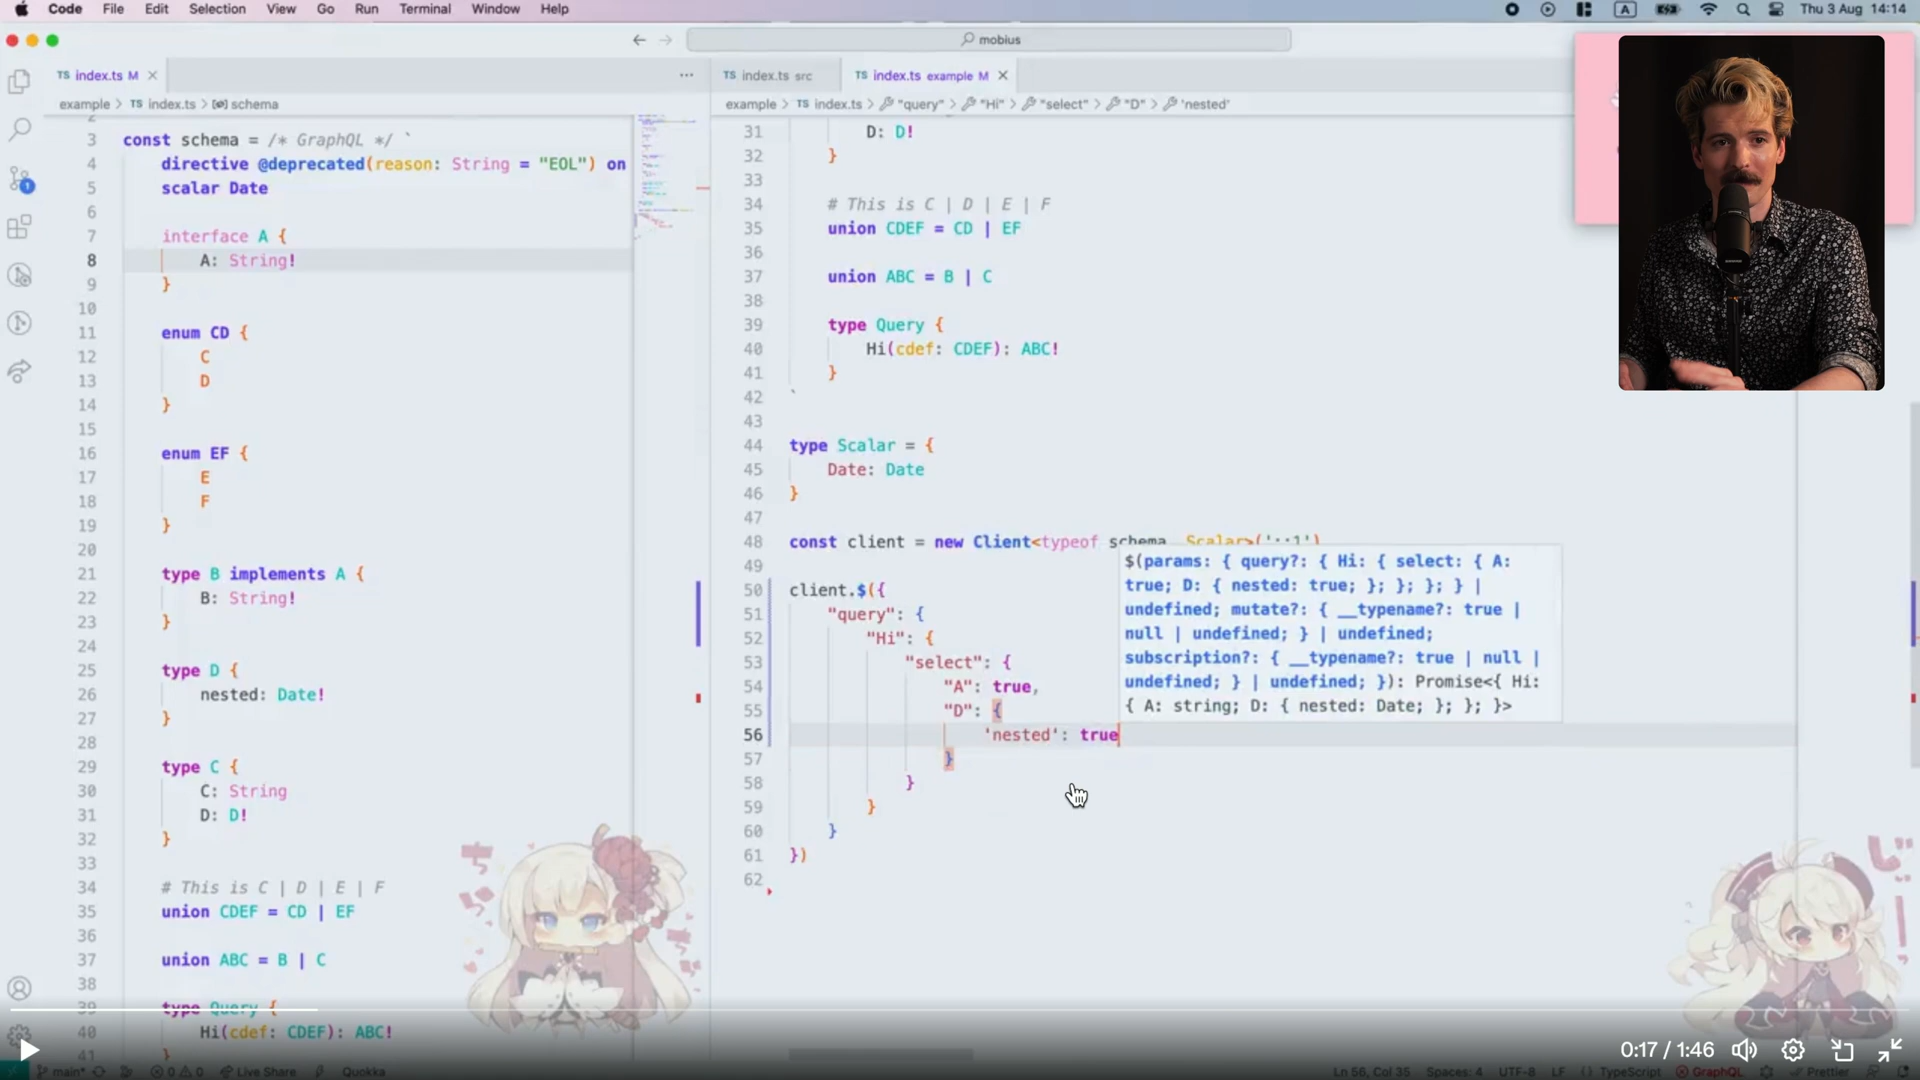 Code File Edit Selection View Go Run Terminal Window Help
A Thu 3 Aug 14:14
mobius
TS index.ts M
TS index.ts src
TS index.ts example M
example > TS index.ts > schema
example > TS index.ts > "query" > "Hi" > "select" > "D" > 'nested'
2
3 const schema = /* GraphQL */ `
4 directive @deprecated(reason: String = "EOL") on
5 scalar Date
6
7 interface A {
8 A: String!
9 }
10
11 enum CD {
12 C
13 D
14 }
15
16 enum EF {
17 E
18 F
19 }
20
21 type B implements A {
22 B: String!
23 }
24
25 type D {
26 nested: Date!
27 }
28
29 type C {
30 C: String
31 D: D!
32 }
33
34 # This is C | D | E | F
35 union CDEF = CD | EF
36
37 union ABC = B | C
38
39 type Query {
40 Hi(cdef: CDEF): ABC!
41 }
31 D: D!
32 }
33
34 # This is C | D | E | F
35 union CDEF = CD | EF
36
37 union ABC = B | C
38
39 type Query {
40 Hi(cdef: CDEF): ABC!
41 }
42 `
43
44 type Scalar = {
45 Date: Date
46 }
47
48 const client = new Client<typeof schema, Scalar>('::1')
49
50 client.$({
51 "query": {
52 "Hi": {
53 "select": {
54 "A": true,
55 "D": {
56 'nested': true
57 }
58 }
59 }
60 }
61 })
62
$(params: { query?: { Hi: { select: { A:
true; D: { nested: true; }; }; }; } |
undefined; mutate?: { __typename?: true |
null | undefined; } | undefined;
subscription?: { __typename?: true | null |
undefined; } | undefined; }): Promise<{ Hi:
{ A: string; D: { nested: Date; }; }; }>
1
0:17 / 1:46
main* 0 0 Live Share Quokka
Ln 56, Col 35 Spaces: 4 UTF-8 LF {} TypeScript GraphQL Prettier